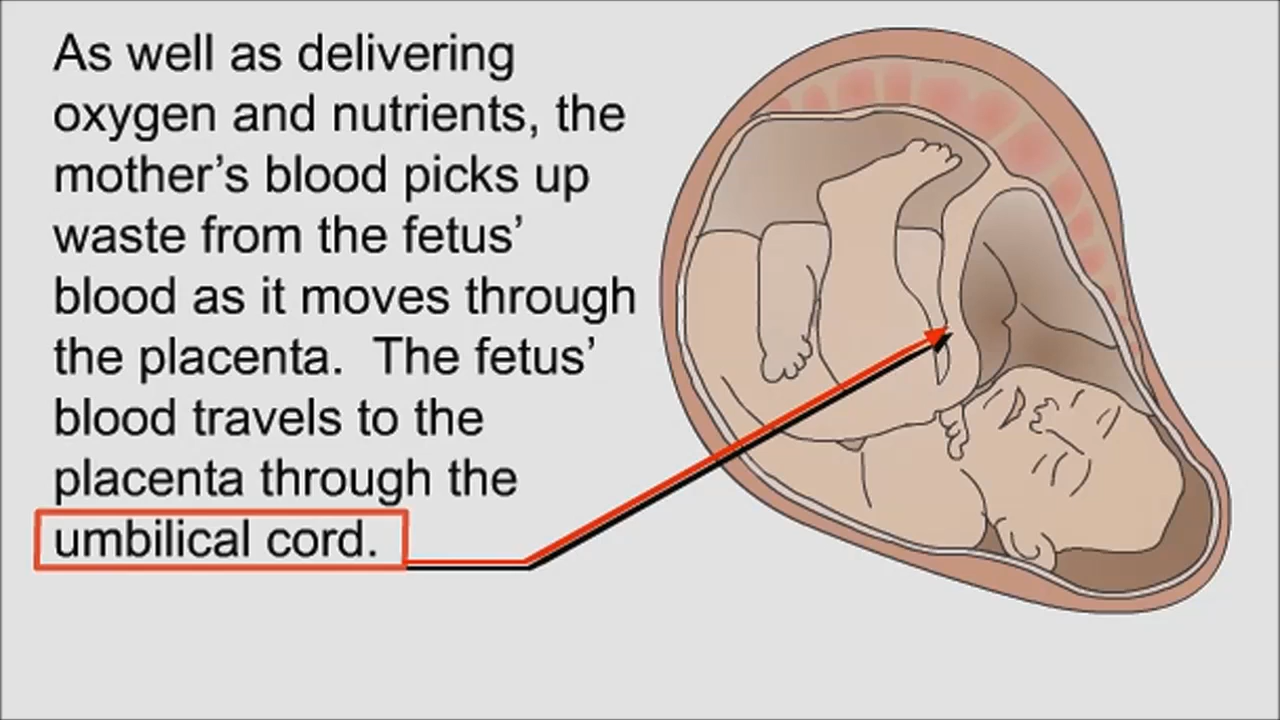 As well as delivering
oxygen and nutrients, the
mother’s blood picks up
waste from the fetus’
blood as it moves through
the placenta.  The fetus’
blood travels to the
placenta through the
umbilical cord.